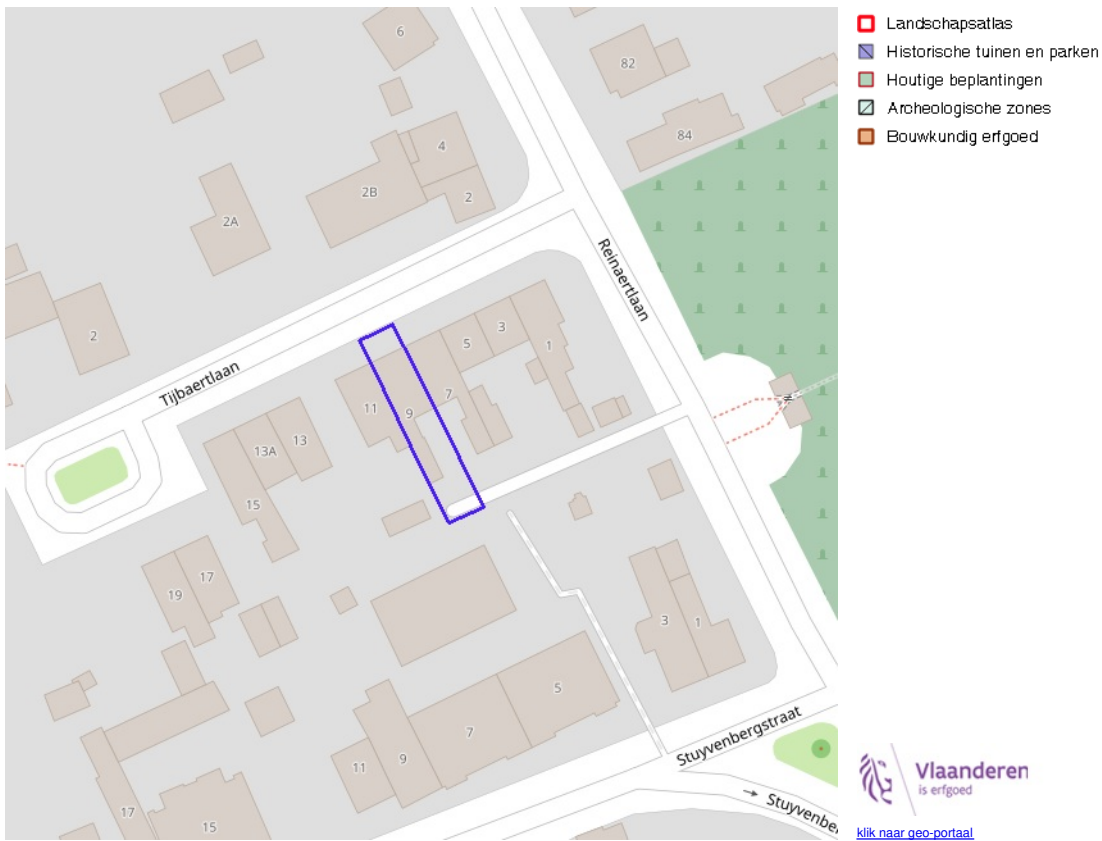 Landschapsatlas
Historische tuinen en parken
Houtige beplantingen
Archeologische zones
Bouwkundig erfgoed
6
82
84
4
2B
2
2A
Reinaertlaan
2
3
5
1
Tijbaertlaan
7
11
9
13
13A
15
17
19
3
1
5
7
Stuyvenbergstraat
9
11
17
15
Stuyvenbe
Vlaanderen
is erfgoed
klik naar geo-portaal